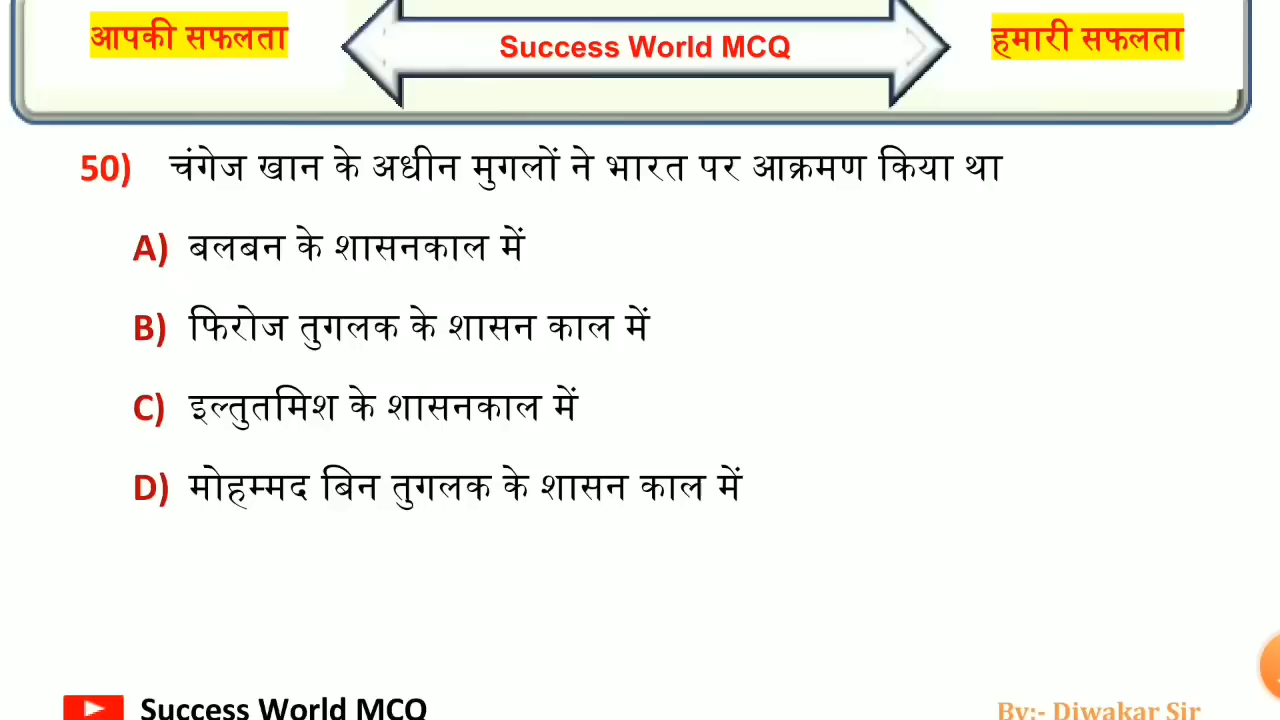 आपकी सफलता
Success World MCQ
हमारी सफलता
50) चंगेज खान के अधीन मुगलों ने भारत पर आक्रमण किया था
A) बलबन के शासनकाल में
B) फिरोज तुगलक के शासन काल में
C) इल्तुतमिश के शासनकाल में
D) मोहम्मद बिन तुगलक के शासन काल में
Success World MCQ
By:- Diwakar Sir